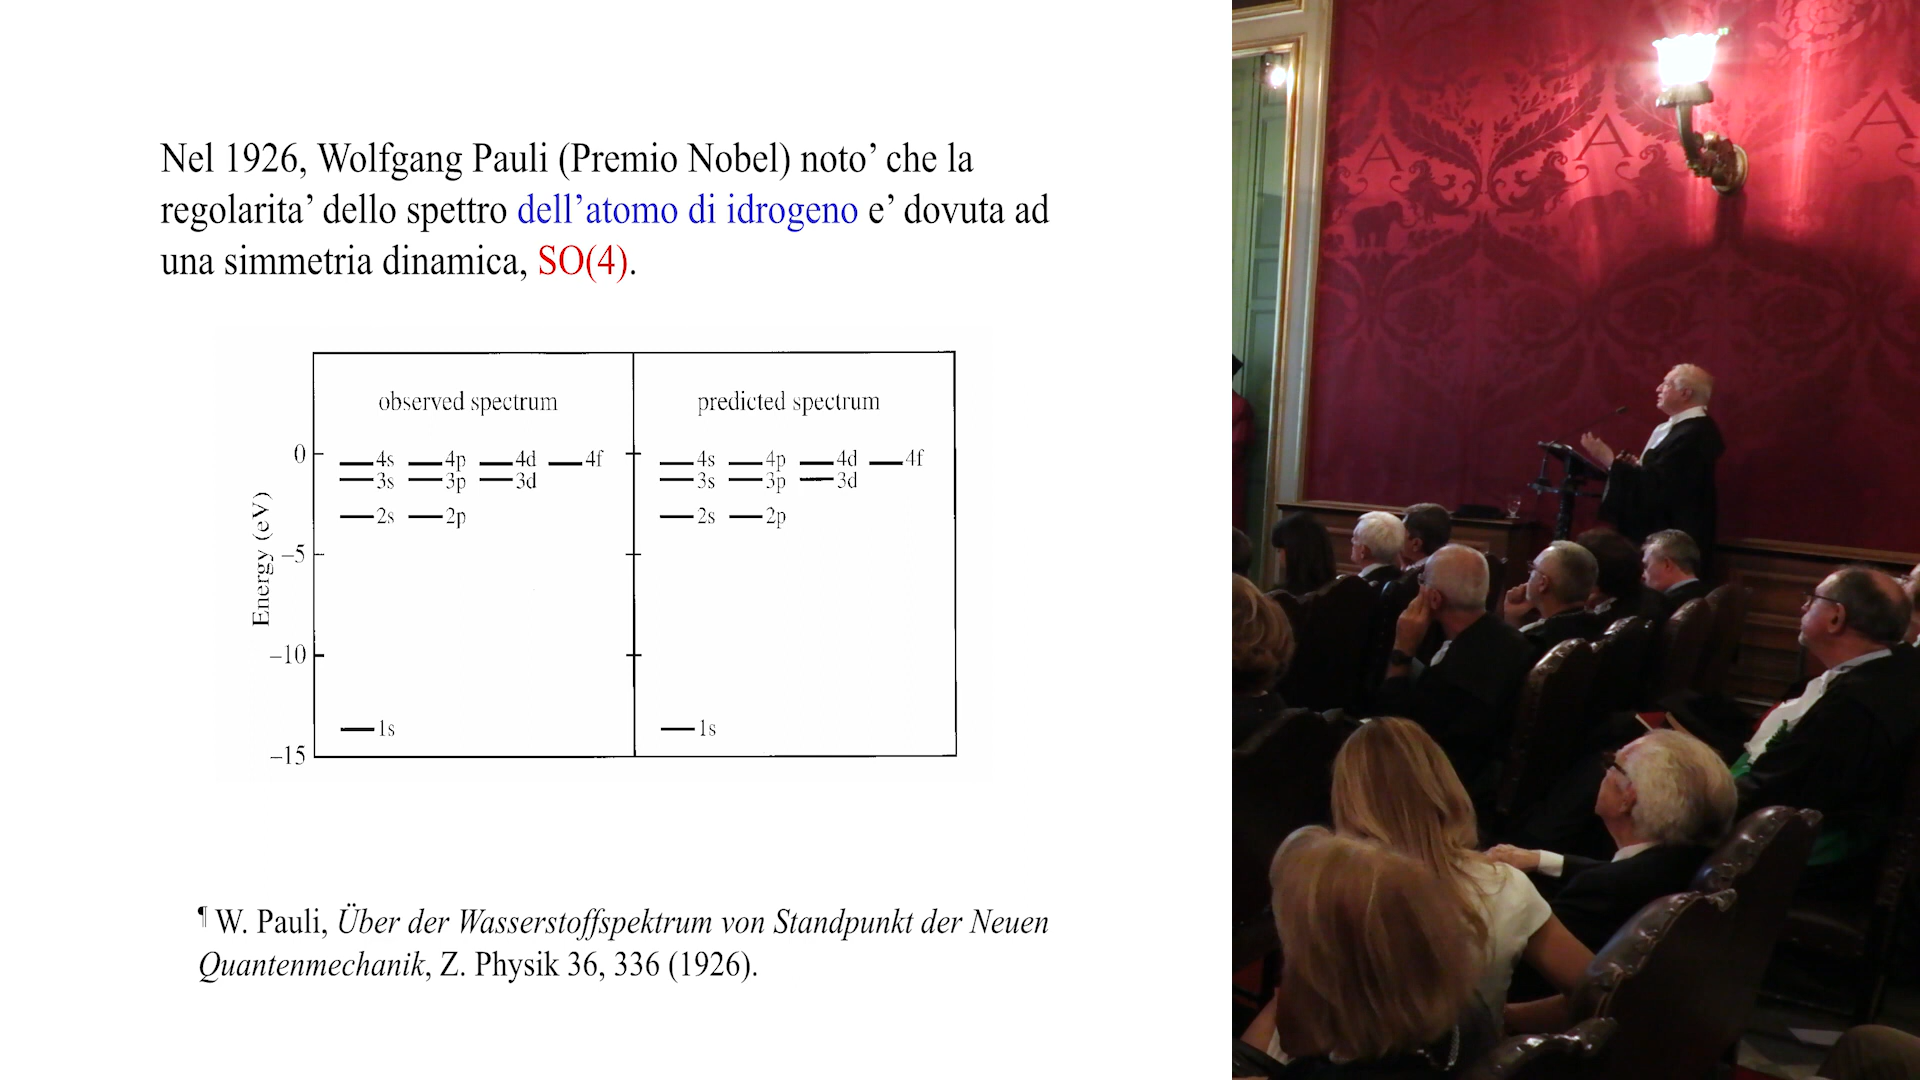 Nel 1926, Wolfgang Pauli (Premio Nobel) noto’ che la
regolarita’ dello spettro dell’atomo di idrogeno e’ dovuta ad
una simmetria dinamica, SO(4).
observed spectrum
predicted spectrum
0
4s 4p 4d 4f
4s 4p 4d 4f
3s 3p 3d
3s 3p 3d
2s 2p
2s 2p
Energy (eV)
–5
–10
1s
1s
–15
¶ W. Pauli, Über der Wasserstoffspektrum von Standpunkt der Neuen
Quantenmechanik, Z. Physik 36, 336 (1926).
A A A